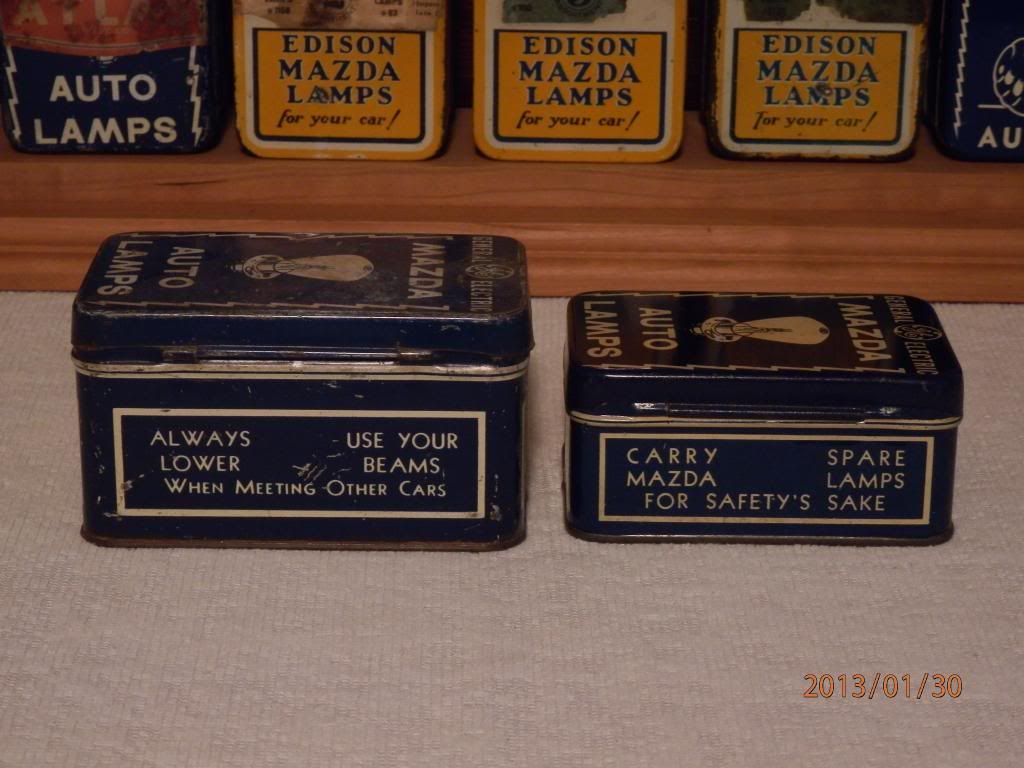 ATLAS
AUTO
LAMPS
EDISON
MAZDA
LAMPS
for your car!
EDISON
MAZDA
LAMPS
for your car!
EDISON
MAZDA
LAMPS
for your car!
AU
GENERAL ELECTRIC
MAZDA
AUTO
LAMPS
ALWAYS USE YOUR
LOWER BEAMS
WHEN MEETING OTHER CARS
GENERAL ELECTRIC
MAZDA
AUTO
LAMPS
CARRY SPARE
MAZDA LAMPS
FOR SAFETY'S SAKE
2013/01/30